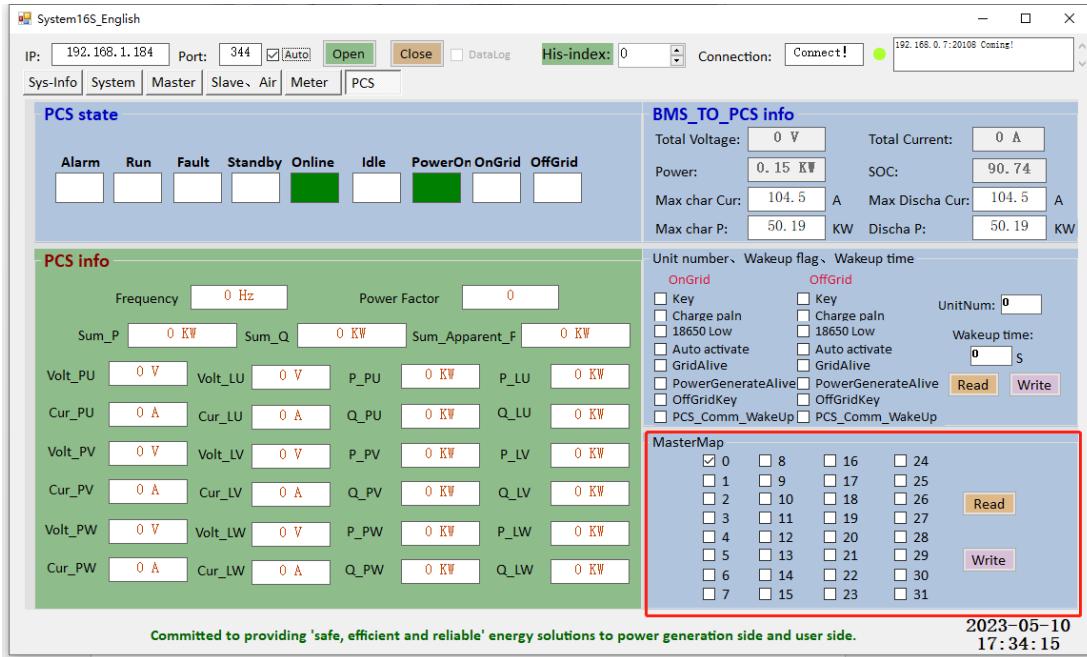 System16S_English
IP: 192.168.1.184 Port: 344 Auto Open Close DataLog His-index: 0 Connection: Connect! 192.168.0.7:20108 Coming!
Sys-Info System Master Slave、Air Meter PCS
PCS state
Alarm Run Fault Standby Online Idle PowerOn OnGrid OffGrid
BMS_TO_PCS info
Total Voltage: 0 V Total Current: 0 A
Power: 0.15 KW SOC: 90.74
Max char Cur: 104.5 A Max Discha Cur: 104.5 A
Max char P: 50.19 KW Discha P: 50.19 KW
PCS info
Frequency 0 Hz Power Factor 0
Sum_P 0 KW Sum_Q 0 KW Sum_Apparent_F 0 KW
Volt_PU 0 V Volt_LU 0 V P_PU 0 KW P_LU 0 KW
Cur_PU 0 A Cur_LU 0 A Q_PU 0 KW Q_LU 0 KW
Volt_PV 0 V Volt_LV 0 V P_PV 0 KW P_LV 0 KW
Cur_PV 0 A Cur_LV 0 A Q_PV 0 KW Q_LV 0 KW
Volt_PW 0 V Volt_LW 0 V P_PW 0 KW P_LW 0 KW
Cur_PW 0 A Cur_LW 0 A Q_PW 0 KW Q_LW 0 KW
Unit number、Wakeup flag、Wakeup time
OnGrid OffGrid
Key Key UnitNum: 0
Charge paln Charge paln
18650 Low 18650 Low Wakeup time:
Auto activate Auto activate 0 S
GridAlive GridAlive
PowerGenerateAlive PowerGenerateAlive Read Write
OffGridKey OffGridKey
PCS_Comm_WakeUp PCS_Comm_WakeUp
MasterMap
0 8 16 24
1 9 17 25
2 10 18 26 Read
3 11 19 27
4 12 20 28
5 13 21 29 Write
6 14 22 30
7 15 23 31
Committed to providing 'safe, efficient and reliable' energy solutions to power generation side and user side.
2023-05-10
17:34:15